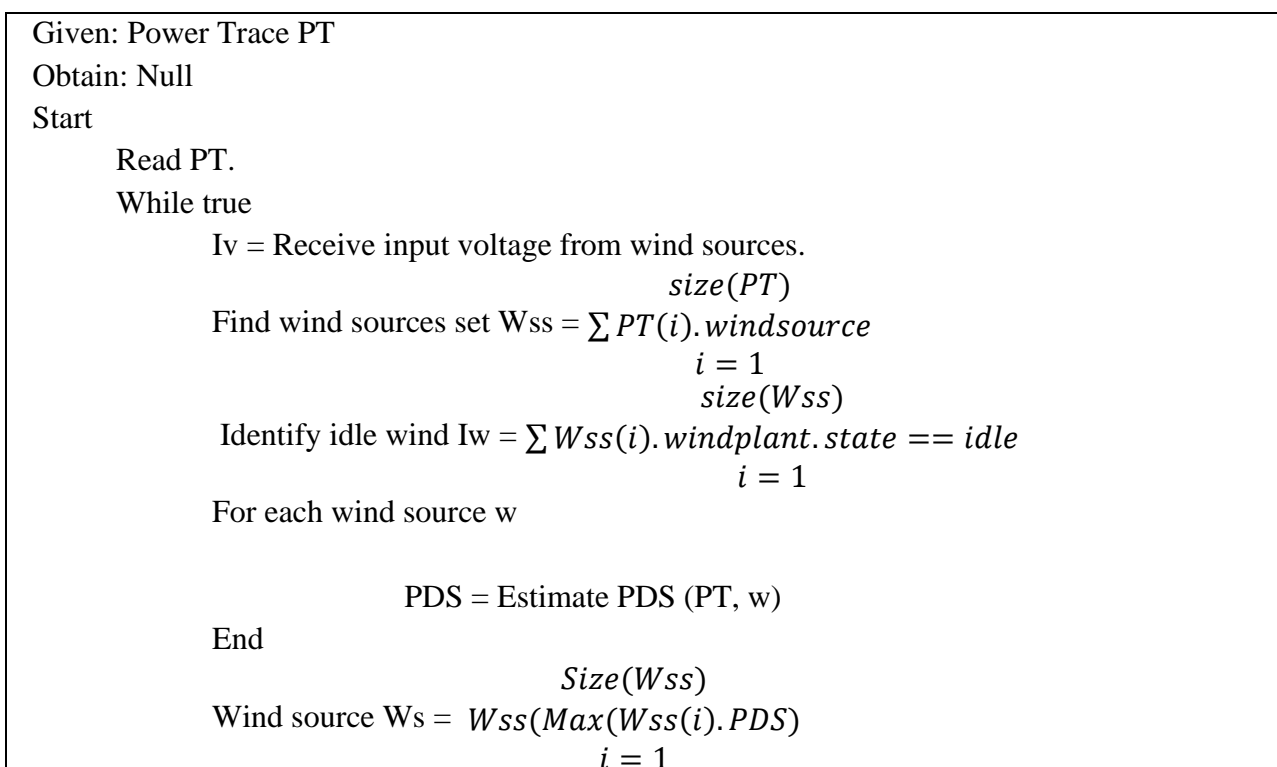 Given: Power Trace PT
Obtain: Null
Start
Read PT.
While true
Iv = Receive input voltage from wind sources.
size(PT)
Find wind sources set Wss = ∑ PT(i).windsource
i = 1
size(Wss)
Identify idle wind Iw = ∑ Wss(i).windplant.state == idle
i = 1
For each wind source w
PDS = Estimate PDS (PT, w)
End
Size(Wss)
Wind source Ws = Wss(Max(Wss(i).PDS)
i = 1